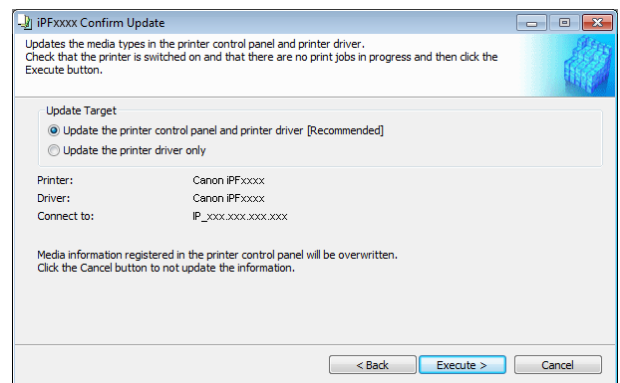 iPFxxxx Confirm Update
Updates the media types in the printer control panel and printer driver.
Check that the printer is switched on and that there are no print jobs in progress and then click the
Execute button.
Update Target
Update the printer control panel and printer driver [Recommended]
Update the printer driver only
Printer: Canon iPFxxxx
Driver: Canon iPFxxxx
Connect to: IP_xxx.xxx.xxx.xxx
Media information registered in the printer control panel will be overwritten.
Click the Cancel button to not update the information.
< Back Execute > Cancel